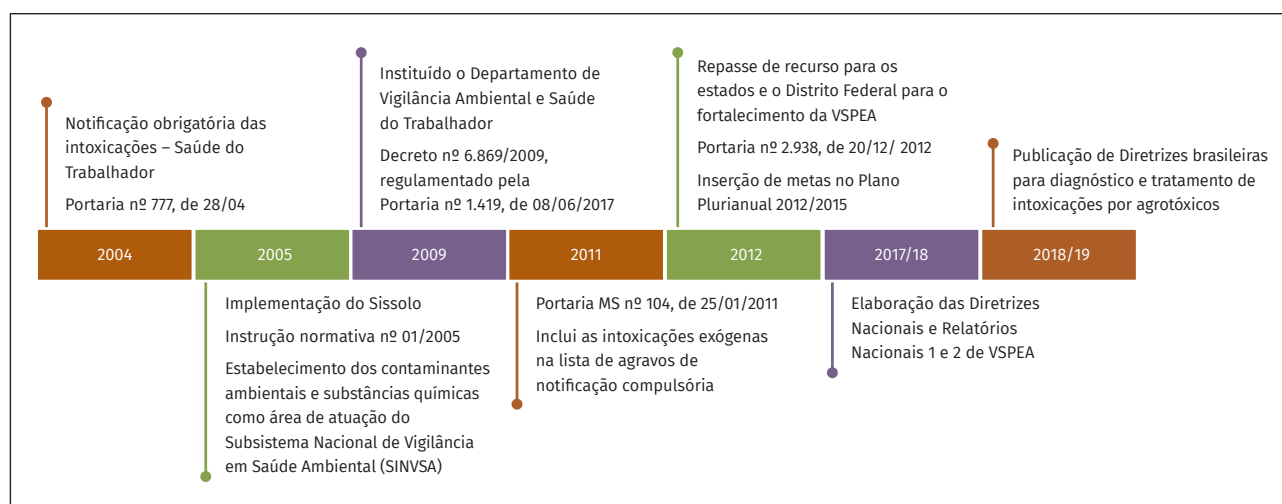 Notificação obrigatória das
intoxicações – Saúde do
Trabalhador
Portaria nº 777, de 28/04
Instituído o Departamento de
Vigilância Ambiental e Saúde
do Trabalhador
Decreto nº 6.869/2009,
regulamentado pela
Portaria nº 1.419, de 08/06/2017
Repasse de recurso para os
estados e o Distrito Federal para o
fortalecimento da VSPEA
Portaria nº 2.938, de 20/12/ 2012
Inserção de metas no Plano
Plurianual 2012/2015
Publicação de Diretrizes brasileiras
para diagnóstico e tratamento de
intoxicações por agrotóxicos
2004
2005
2009
2011
2012
2017/18
2018/19
Implementação do Sissolo
Instrução normativa nº 01/2005
Estabelecimento dos contaminantes
ambientais e substâncias químicas
como área de atuação do
Subsistema Nacional de Vigilância
em Saúde Ambiental (SINVSA)
Portaria MS nº 104, de 25/01/2011
Inclui as intoxicações exógenas
na lista de agravos de
notificação compulsória
Elaboração das Diretrizes
Nacionais e Relatórios
Nacionais 1 e 2 de VSPEA